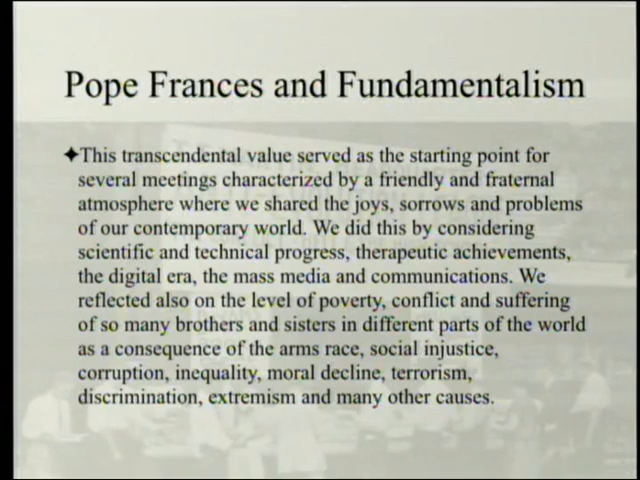 Pope Frances and Fundamentalism
✦This transcendental value served as the starting point for
several meetings characterized by a friendly and fraternal
atmosphere where we shared the joys, sorrows and problems
of our contemporary world. We did this by considering
scientific and technical progress, therapeutic achievements,
the digital era, the mass media and communications. We
reflected also on the level of poverty, conflict and suffering
of so many brothers and sisters in different parts of the world
as a consequence of the arms race, social injustice,
corruption, inequality, moral decline, terrorism,
discrimination, extremism and many other causes.